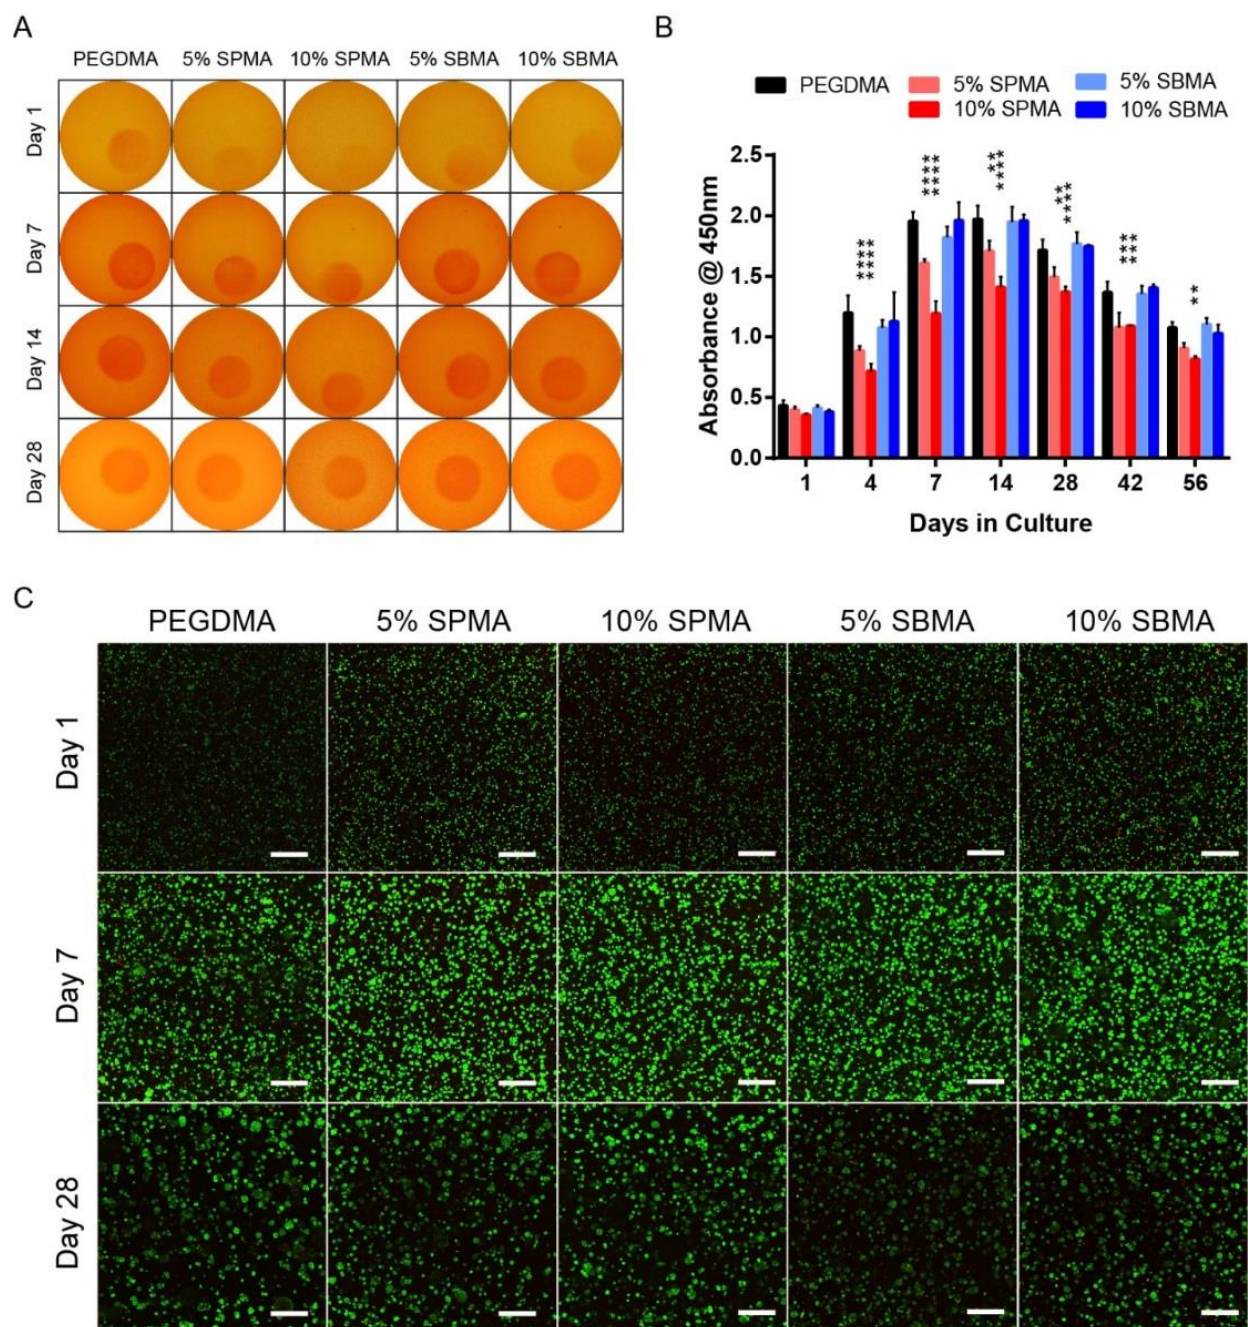 A
PEGDMA 5% SPMA 10% SPMA 5% SBMA 10% SBMA
Day 1
Day 7
Day 14
Day 28
B
PEGDMA 5% SPMA 5% SBMA
10% SPMA 10% SBMA
Absorbance @ 450nm
2.5
2.0
1.5
1.0
0.5
0.0
**** **** ** ** *** **
**** **** **** **** ***
1 4 7 14 28 42 56
Days in Culture
C
PEGDMA 5% SPMA 10% SPMA 5% SBMA 10% SBMA
Day 1
Day 7
Day 28